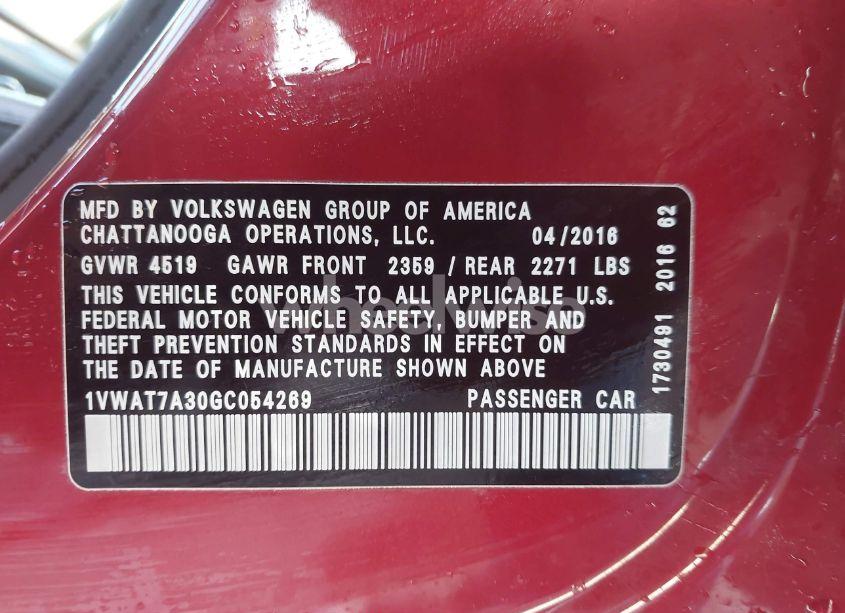 MFD BY VOLKSWAGEN GROUP OF AMERICA
CHATTANOOGA OPERATIONS, LLC. 04/2016
GVWR 4519 GAWR FRONT 2359 / REAR 2271 LBS
THIS VEHICLE CONFORMS TO ALL APPLICABLE U.S.
FEDERAL MOTOR VEHICLE SAFETY, BUMPER AND
THEFT PREVENTION STANDARDS IN EFFECT ON
THE DATE OF MANUFACTURE SHOWN ABOVE
1VWAT7A30GC054269 PASSENGER CAR
1730491 2016 62